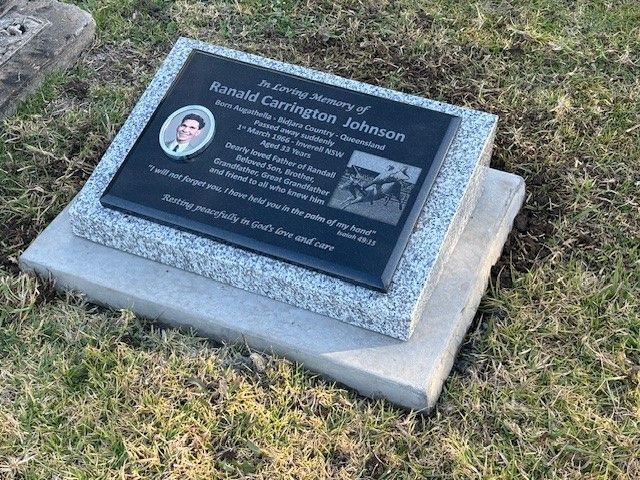 In Loving Memory of
Ranald Carrington Johnson
Born Augathella - Bidjara Country - Queensland
Passed away suddenly
1st March 1966 - Inverell NSW
Aged 33 Years
Dearly loved Father of Randall
Beloved Son, Brother,
Grandfather, Great Grandfather
and friend to all who knew him
"I will not forget you, I have held you in the palm of my hand"
Isaiah 49:15
Resting peacefully in God's love and care